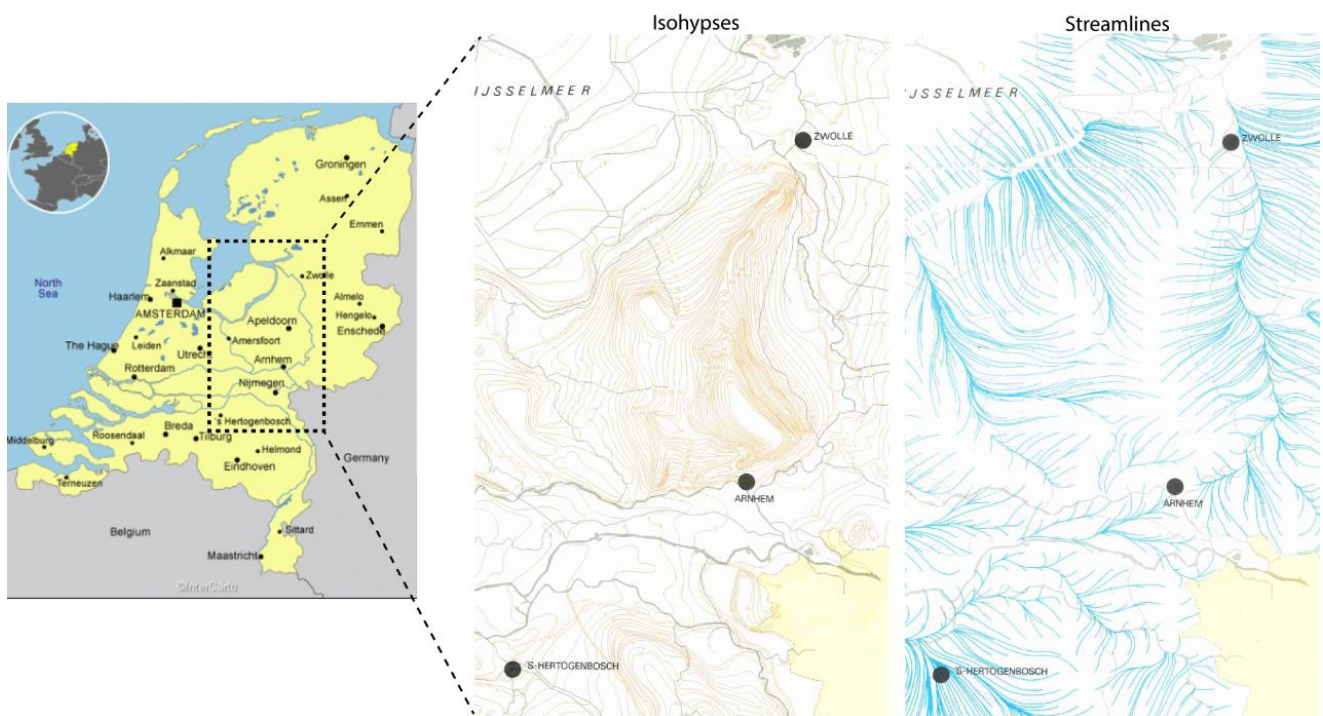 Isohypses
Streamlines
IJSSELMEER
IJSSELMEER
ZWOLLE
ZWOLLE
Groningen
Assen
Emmen
Alkmaar
North
Sea
Zaanstad
Zwolle
Haarlem
AMSTERDAM
Almelo
Hengelo
Apeldoorn
Enschede
Leiden
Amersfoort
The Hague
Utrecht
Rotterdam
Arnhem
Nijmegen
's Hertogenbosch
Breda
Middelburg
Roosendaal
Tilburg
Helmond
Eindhoven
Germany
Terneuzen
ARNHEM
ARNHEM
Belgium
Sittard
Maastricht
©InterCarto
'S-HERTOGENBOSCH
'S-HERTOGENBOSCH